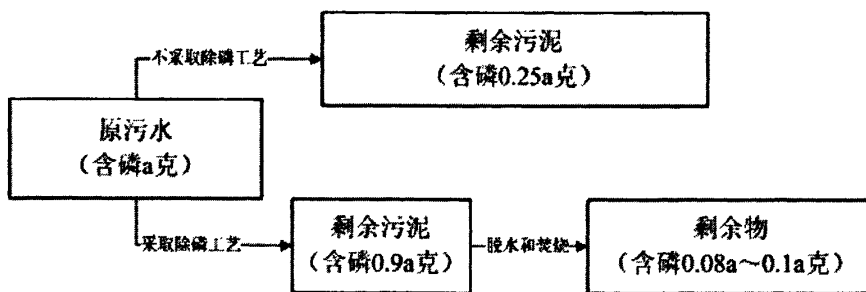 不采取除磷工艺
剩余污泥
（含磷0.25a克）
原污水
（含磷a克）
采取除磷工艺
剩余污泥
（含磷0.9a克）
脱水和焚烧
剩余物
（含磷0.08a～0.1a克）